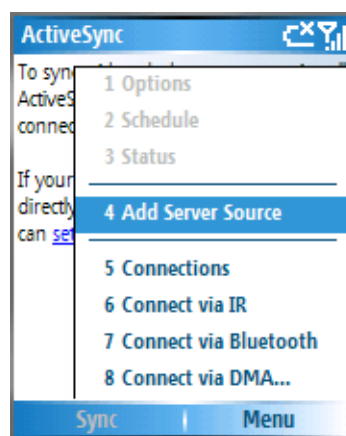 ActiveSync
To syn
ActiveS
connec
If your
directly
can set
1 Options
2 Schedule
3 Status
4 Add Server Source
5 Connections
6 Connect via IR
7 Connect via Bluetooth
8 Connect via DMA...
Sync Menu